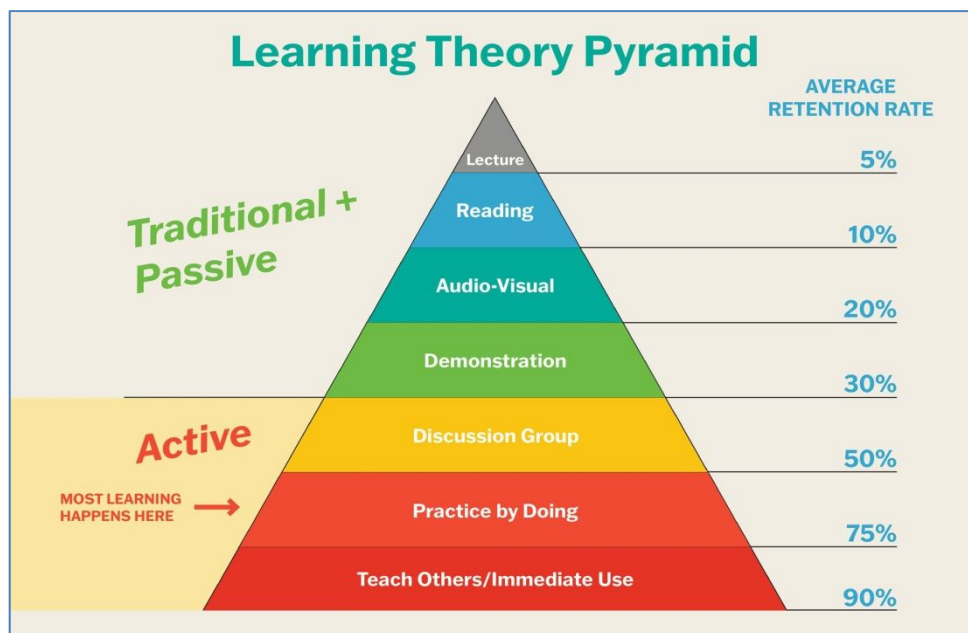 Learning Theory Pyramid
AVERAGE
RETENTION RATE
Lecture
5%
Traditional +
Passive
Reading
10%
Audio-Visual
20%
Demonstration
30%
Active
Discussion Group
50%
MOST LEARNING
HAPPENS HERE
Practice by Doing
75%
Teach Others/Immediate Use
90%